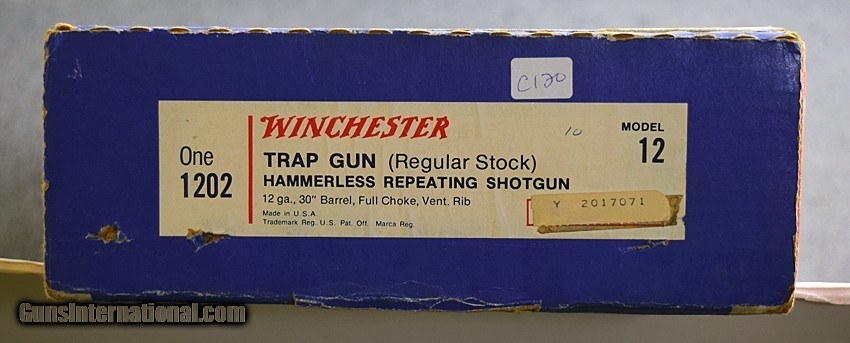 C120
One
1202
WINCHESTER
TRAP GUN (Regular Stock)
HAMMERLESS REPEATING SHOTGUN
12 ga., 30" Barrel, Full Choke, Vent. Rib
Made in U.S.A.
Trademark Reg. U.S. Pat. Off. Marca Reg.
10
MODEL
12
Y 2017071
GunsInternational.com